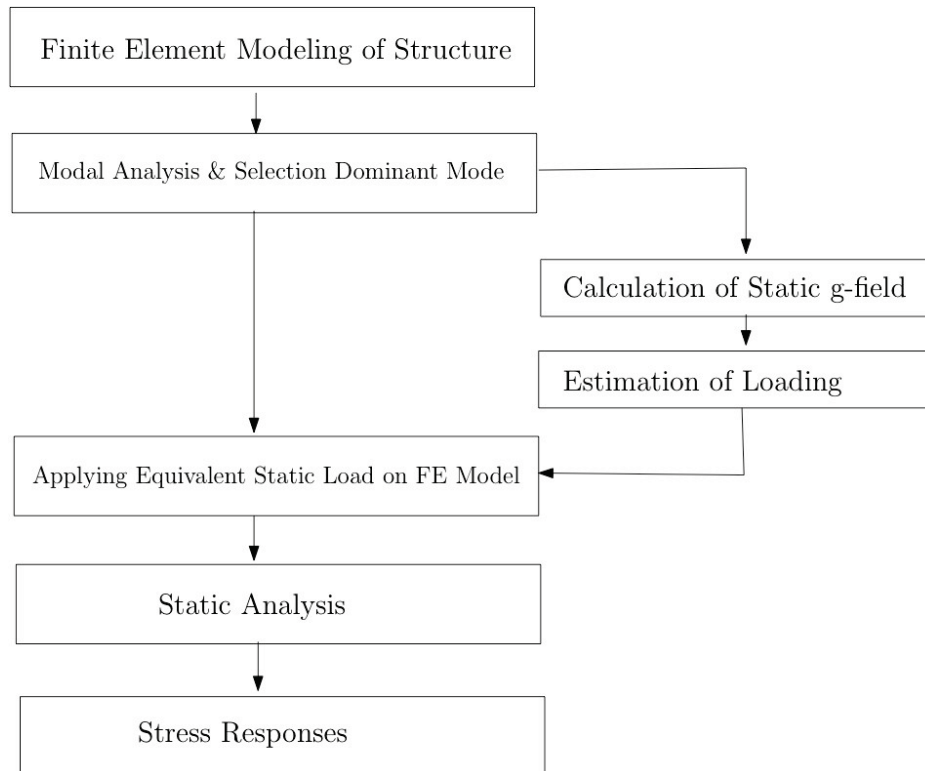 Finite Element Modeling of Structure
Modal Analysis & Selection Dominant Mode
Calculation of Static g-field
Estimation of Loading
Applying Equivalent Static Load on FE Model
Static Analysis
Stress Responses